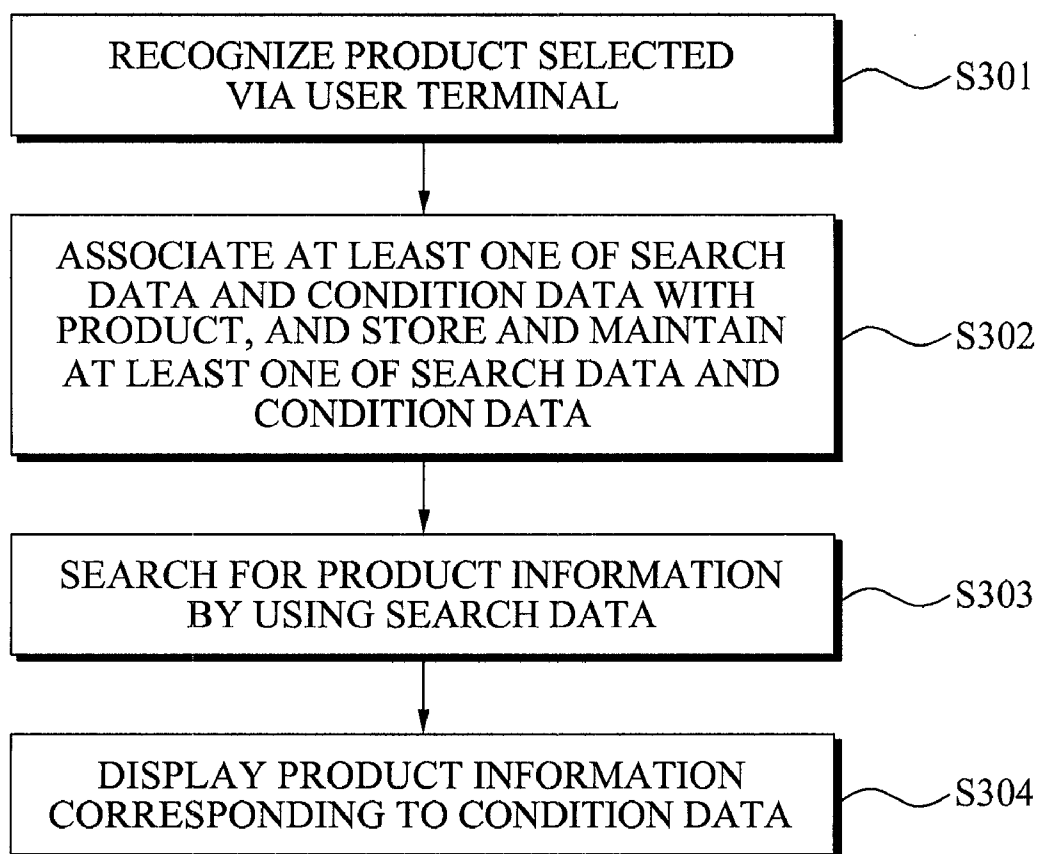 RECOGNIZE PRODUCT SELECTED
VIA USER TERMINAL
S301
ASSOCIATE AT LEAST ONE OF SEARCH
DATA AND CONDITION DATA WITH
PRODUCT, AND STORE AND MAINTAIN
AT LEAST ONE OF SEARCH DATA AND
CONDITION DATA
S302
SEARCH FOR PRODUCT INFORMATION
BY USING SEARCH DATA
S303
DISPLAY PRODUCT INFORMATION
CORRESPONDING TO CONDITION DATA
S304